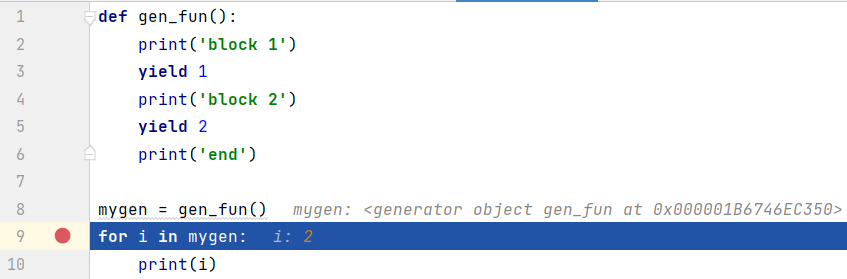 1 def gen_fun():
2     print('block 1')
3     yield 1
4     print('block 2')
5     yield 2
6     print('end')
7
8 mygen = gen_fun()   mygen: <generator object gen_fun at 0x000001B6746EC350>
9 for i in mygen:   i: 2
10     print(i)